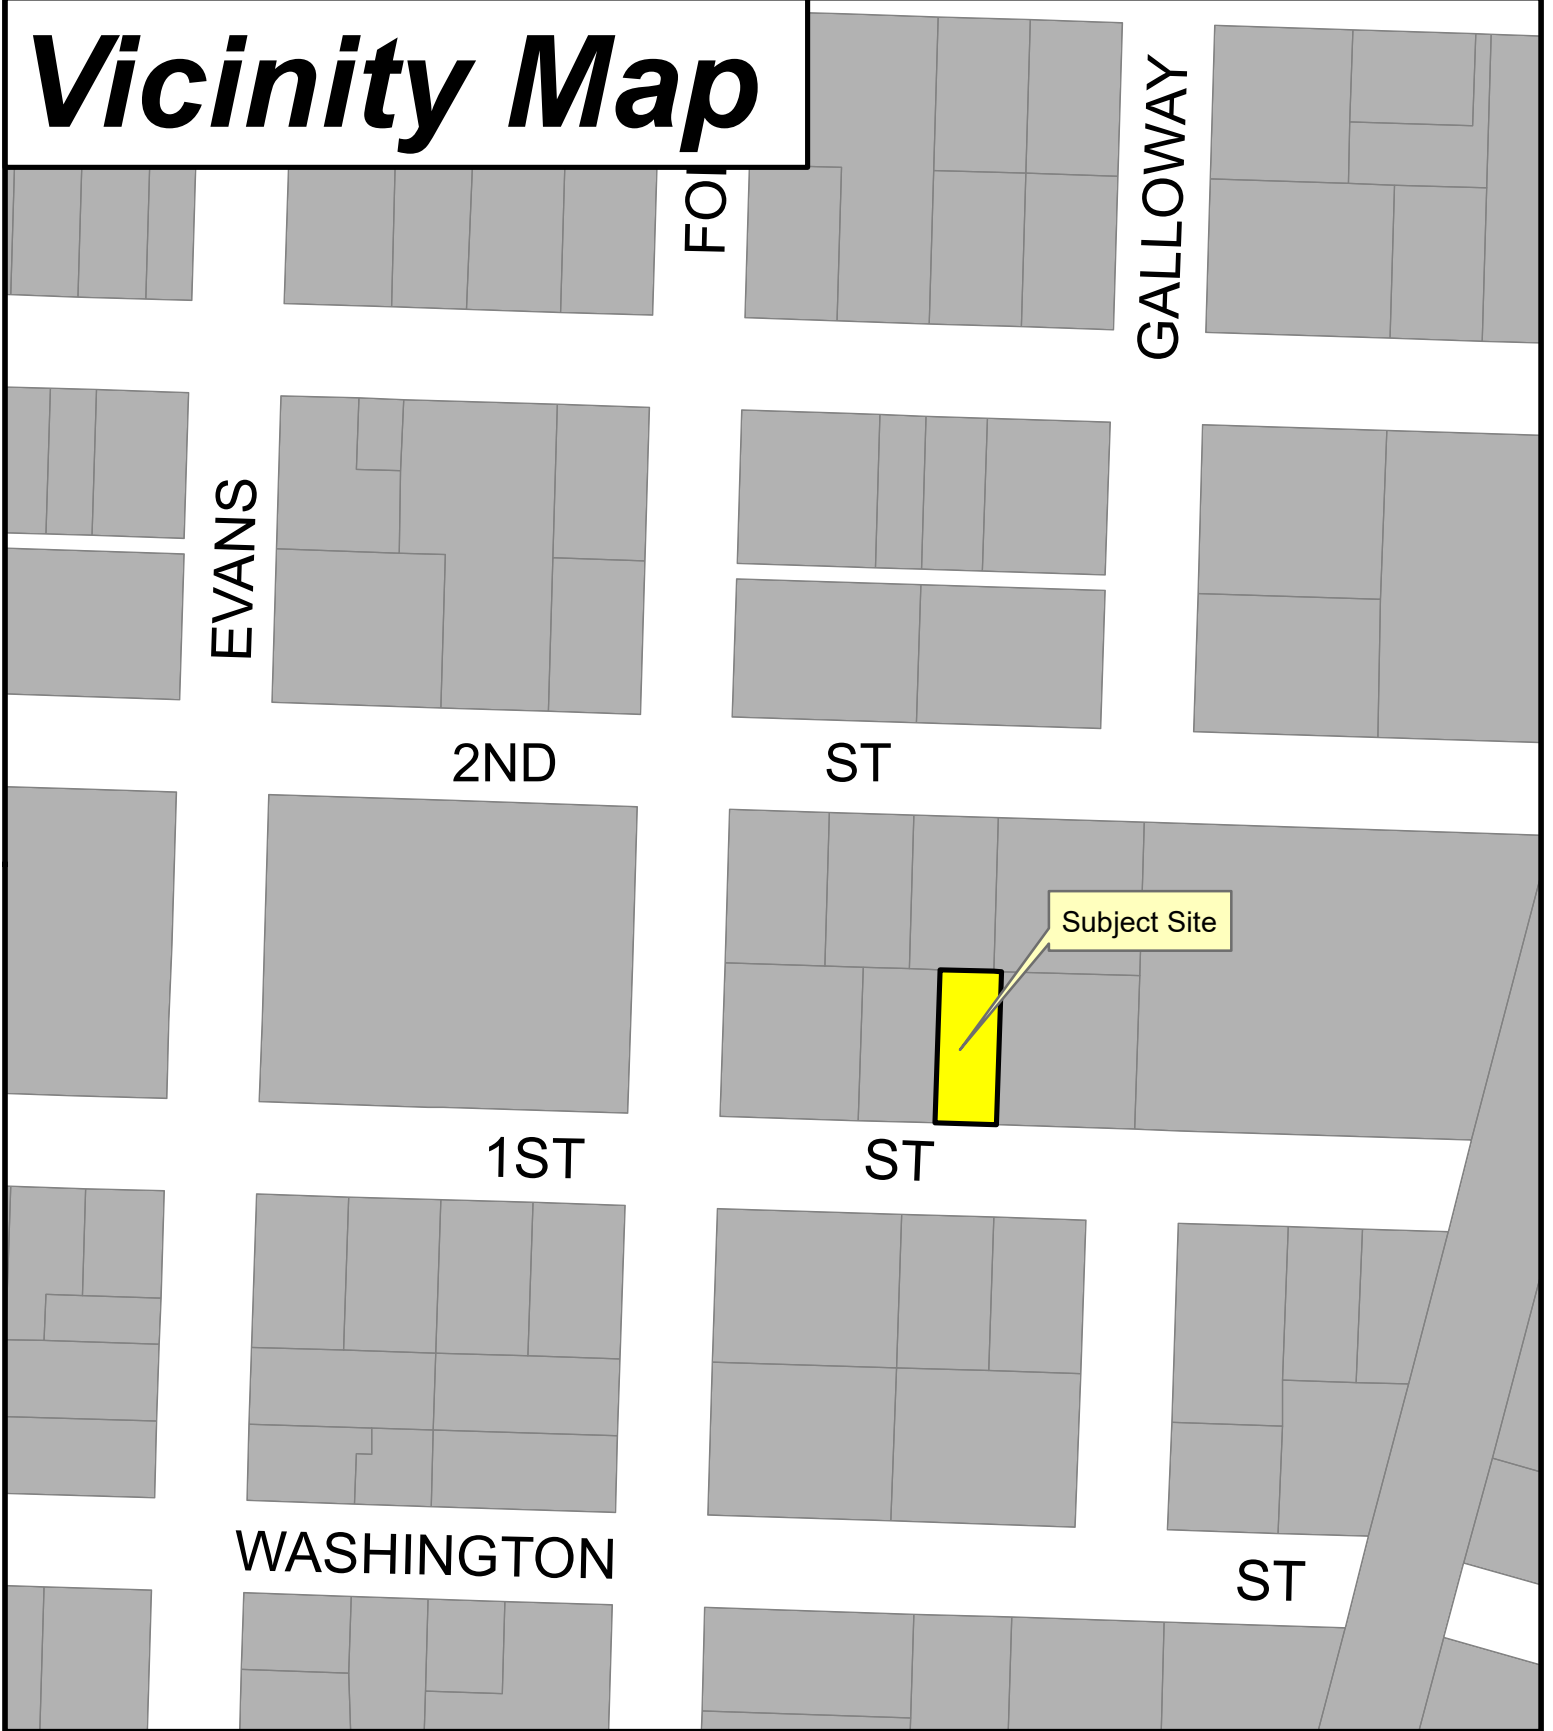 Vicinity Map
GALLOWAY
EVANS
2ND ST
Subject Site
1ST ST
WASHINGTON ST